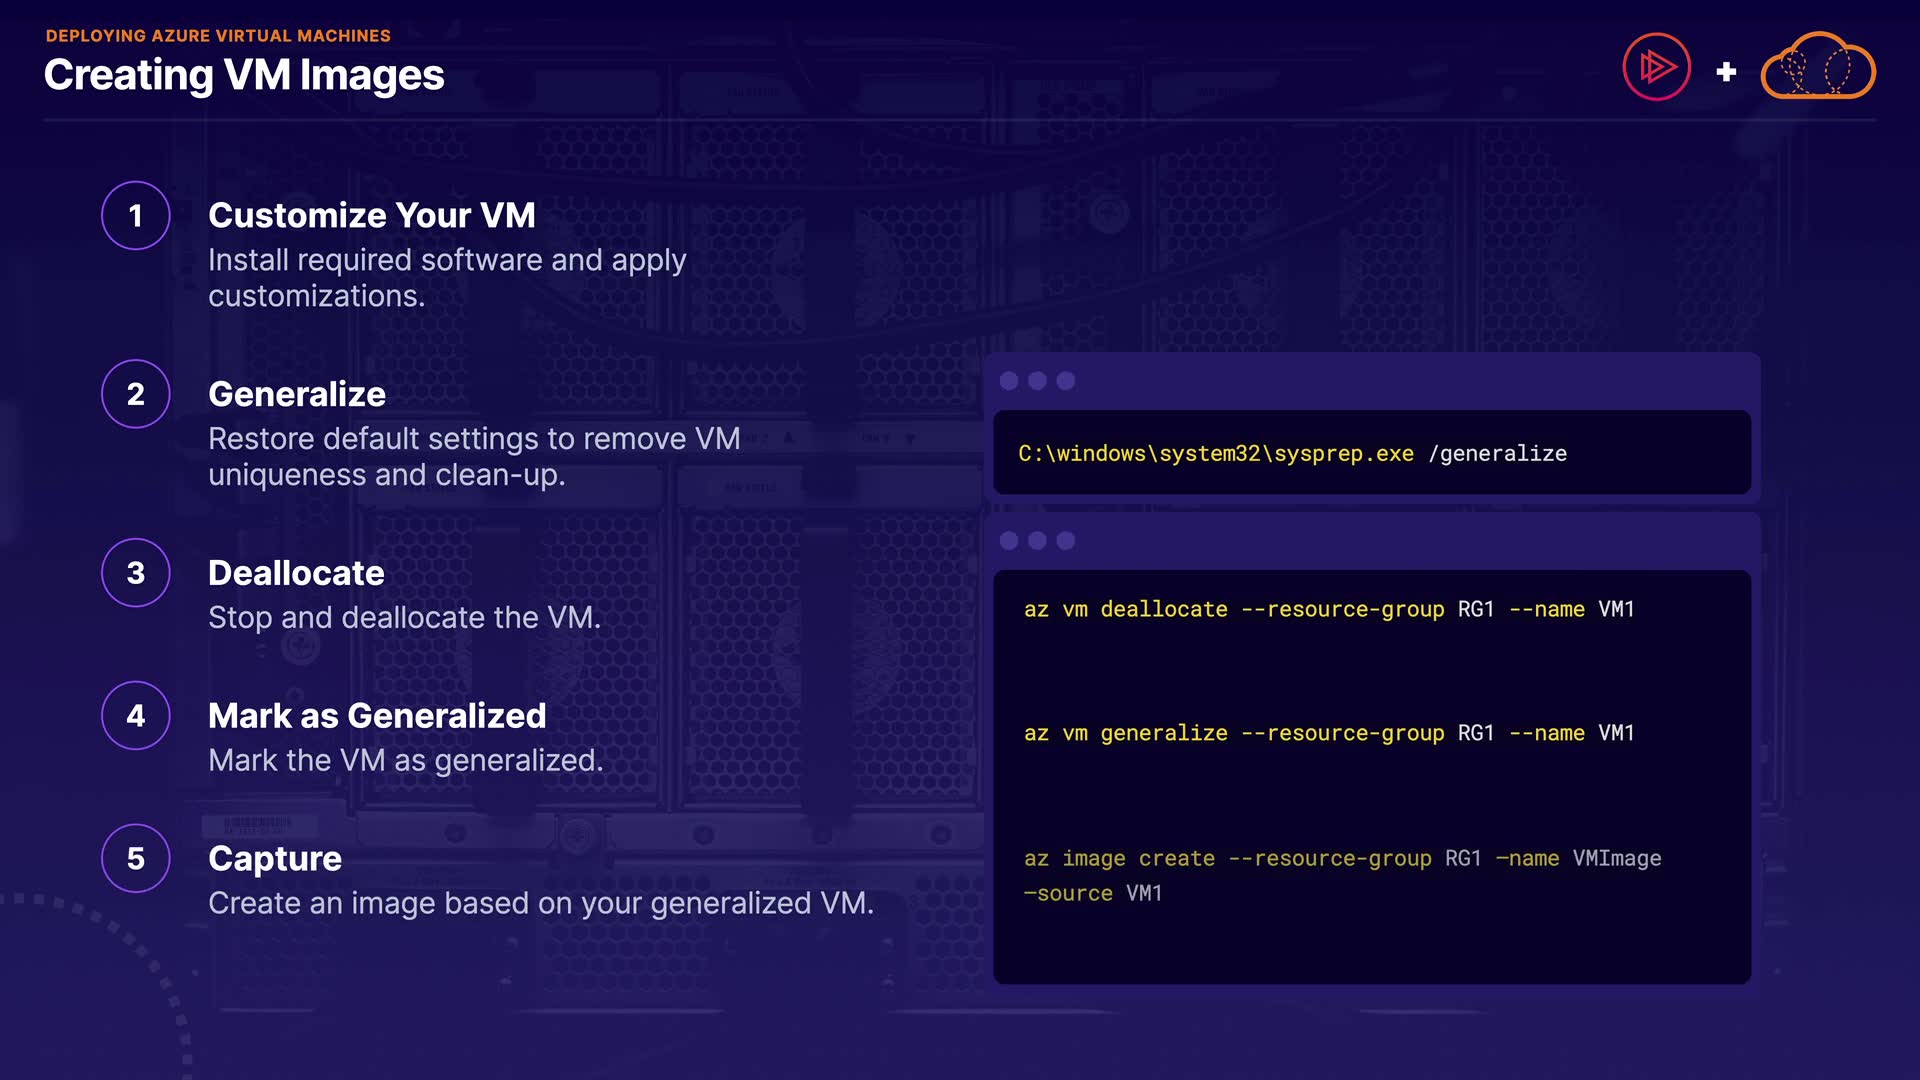 DEPLOYING AZURE VIRTUAL MACHINES
Creating VM Images
1
Customize Your VM
Install required software and apply
customizations.
2
Generalize
Restore default settings to remove VM
uniqueness and clean-up.
C:\windows\system32\sysprep.exe /generalize
3
Deallocate
Stop and deallocate the VM.
az vm deallocate --resource-group RG1 --name VM1
4
Mark as Generalized
Mark the VM as generalized.
az vm generalize --resource-group RG1 --name VM1
5
Capture
Create an image based on your generalized VM.
az image create --resource-group RG1 —name VMImage
—source VM1